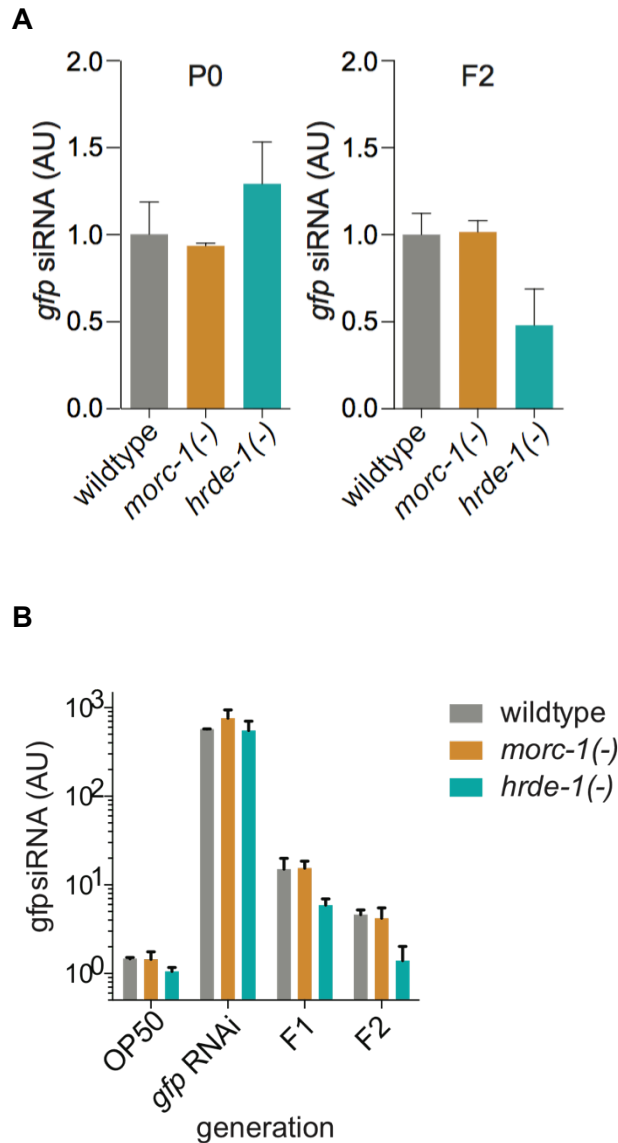 A
P0
F2
gfp siRNA (AU)
2.0
1.5
1.0
0.5
0.0
wildtype
morc-1(-)
hrde-1(-)
gfp siRNA (AU)
2.0
1.5
1.0
0.5
0.0
wildtype
morc-1(-)
hrde-1(-)
B
gfp siRNA (AU)
10³
10²
10¹
10⁰
OP50
gfp RNAi
F1
F2
generation
wildtype
morc-1(-)
hrde-1(-)